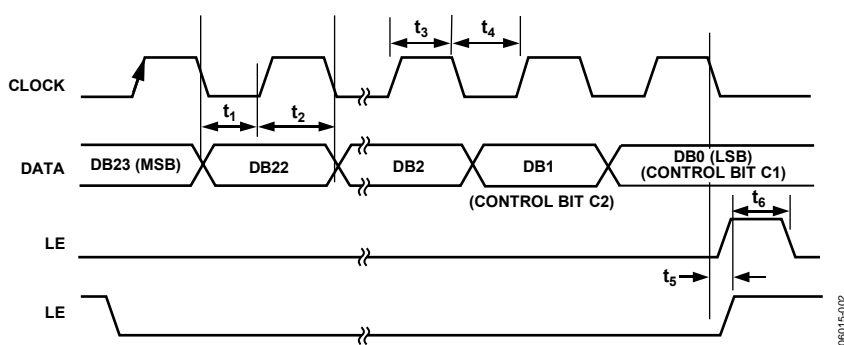 t3 t4
CLOCK
t1 t2
DATA
DB23 (MSB) DB22 DB2 DB1 DB0 (LSB)
(CONTROL BIT C1)
(CONTROL BIT C2)
t6
LE
t5
LE
06015-002